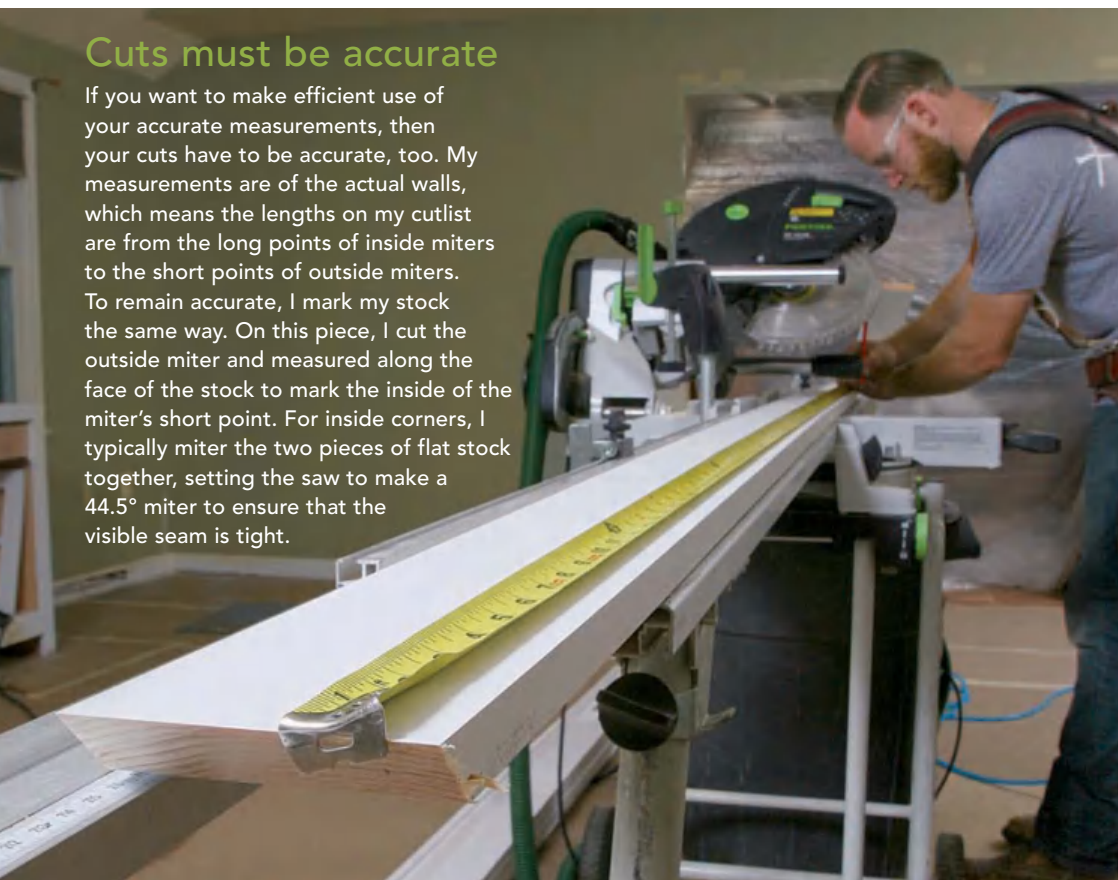 Cuts must be accurate
If you want to make efficient use of
your accurate measurements, then
your cuts have to be accurate, too. My
measurements are of the actual walls,
which means the lengths on my cutlist
are from the long points of inside miters
to the short points of outside miters.
To remain accurate, I mark my stock
the same way. On this piece, I cut the
outside miter and measured along the
face of the stock to mark the inside of the
miter’s short point. For inside corners, I
typically miter the two pieces of flat stock
together, setting the saw to make a
44.5° miter to ensure that the
visible seam is tight.
FESTOOL